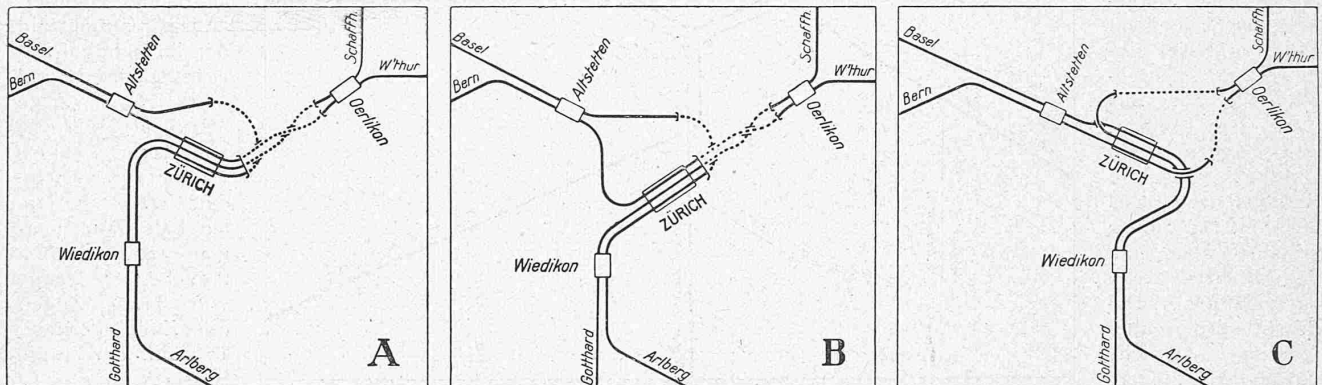 Basel
Bern
Altstetten
Schaffh.
W'thur
Oerlikon
ZÜRICH
Wiedikon
Gotthard
Arlberg
A
Basel
Bern
Altstetten
Schaffh.
W'thur
Oerlikon
ZÜRICH
Wiedikon
Gotthard
Arlberg
B
Basel
Bern
Altstetten
Schaffh.
W'thur
Oerlikon
ZÜRICH
Wiedikon
Gotthard
Arlberg
C